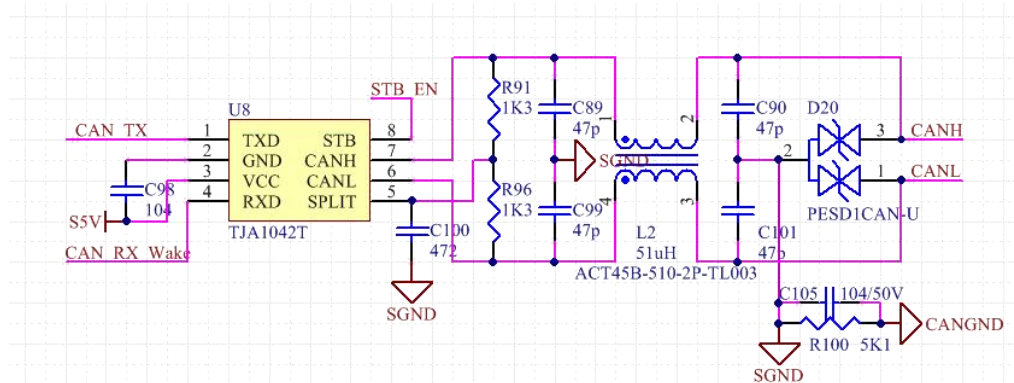 STB_EN
U8
R91
1K3
C89
47p
C90
47p
D20
CAN_TX
1
TXD
STB
8
2
GND
CANH
7
3
VCC
CANL
6
4
RXD
SPLIT
5
TJA1042T
C98
104
S5V
CAN_RX_Wake
C100
472
SGND
R96
1K3
SGND
C99
47p
1
2
4
3
L2
51uH
ACT45B-510-2P-TL003
C101
47p
2
3
CANH
1
CANL
PESD1CAN-U
C105
104/50V
R100
5K1
CANGND
SGND